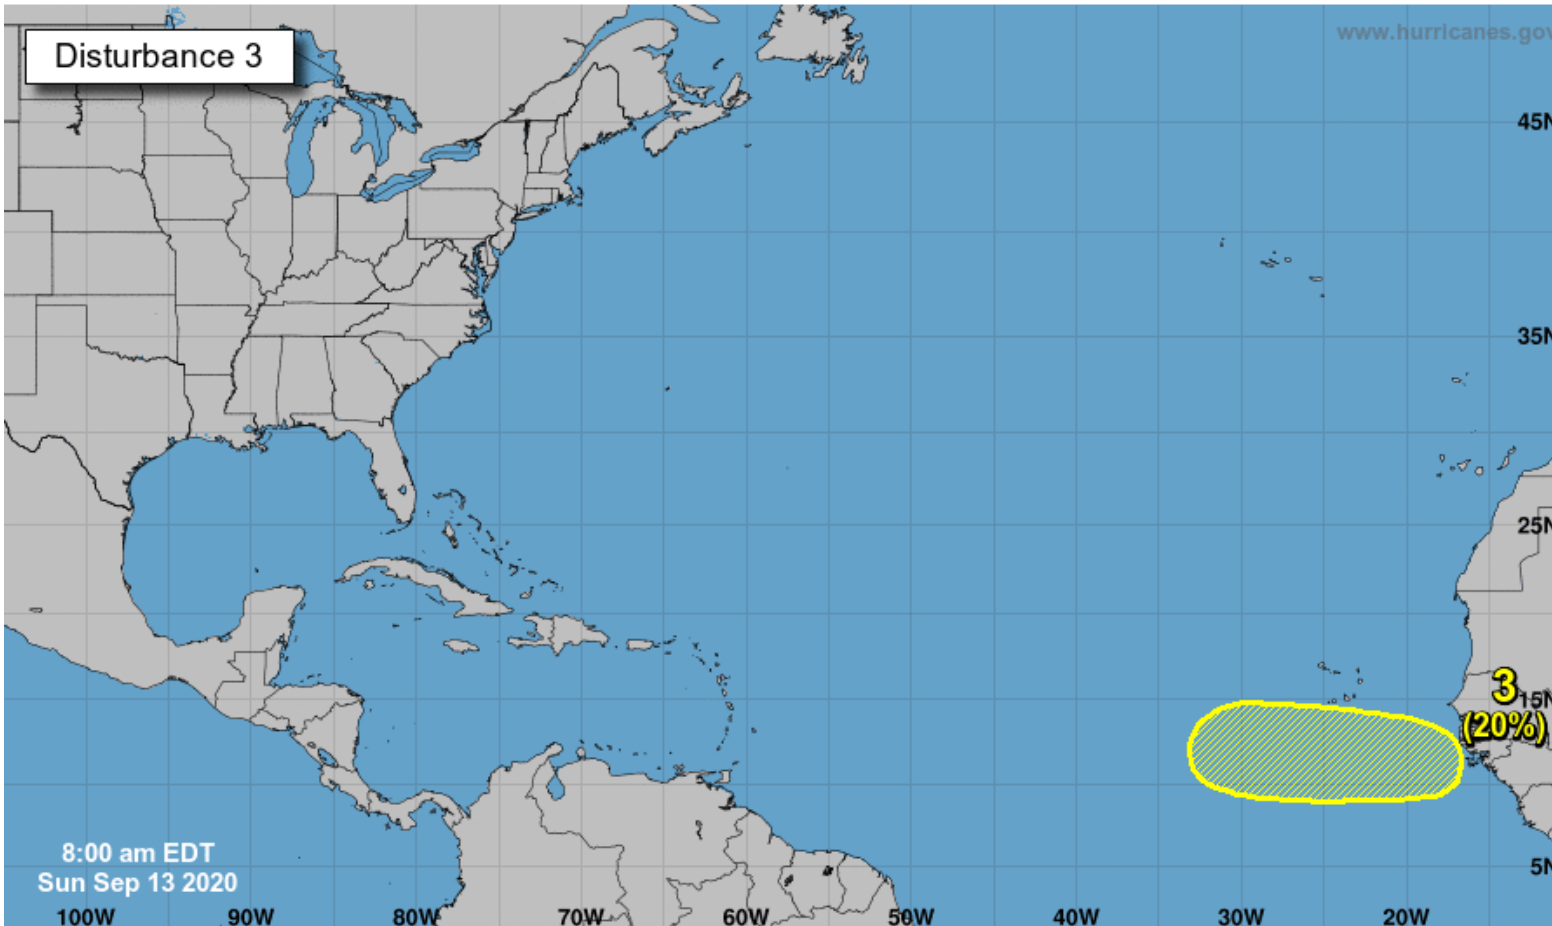 Disturbance 3
www.hurricanes.gov
45N
35N
25N
3
15N
(20%)
8:00 am EDT
Sun Sep 13 2020
5N
100W 90W 80W 70W 60W 50W 40W 30W 20W